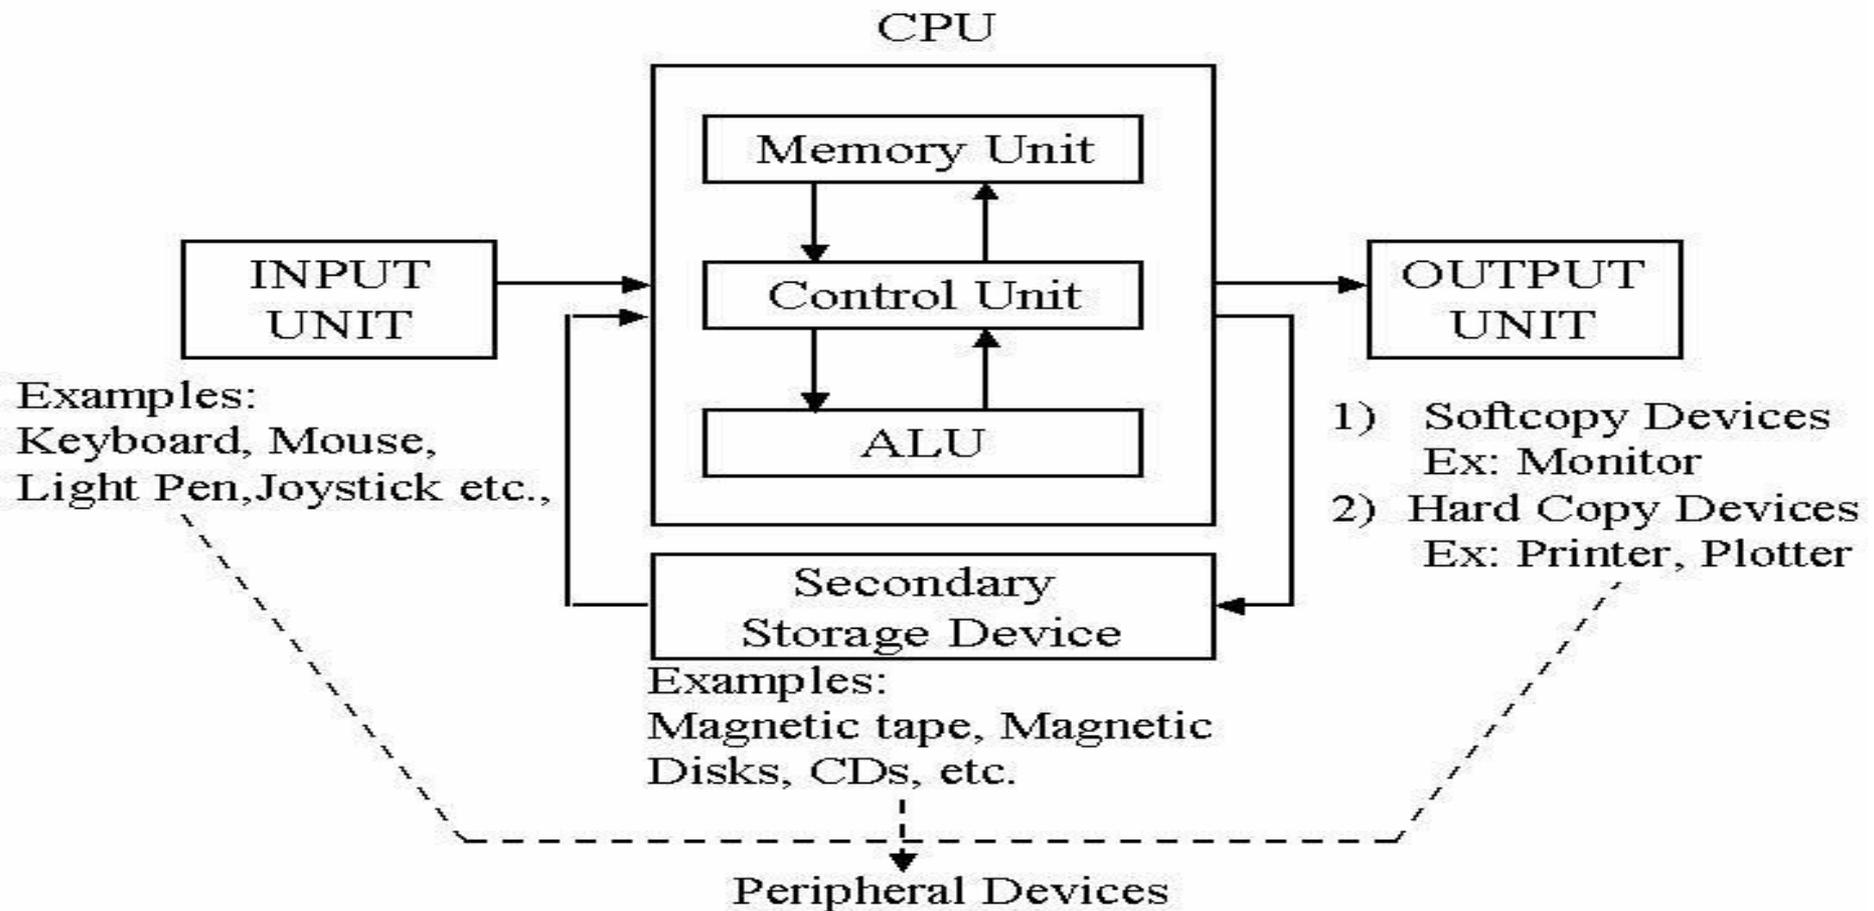 CPU
Memory Unit
Control Unit
ALU
INPUT
UNIT
Examples:
Keyboard, Mouse,
Light Pen,Joystick etc.,
OUTPUT
UNIT
1) Softcopy Devices
Ex: Monitor
2) Hard Copy Devices
Ex: Printer, Plotter
Secondary
Storage Device
Examples:
Magnetic tape, Magnetic
Disks, CDs, etc.
Peripheral Devices